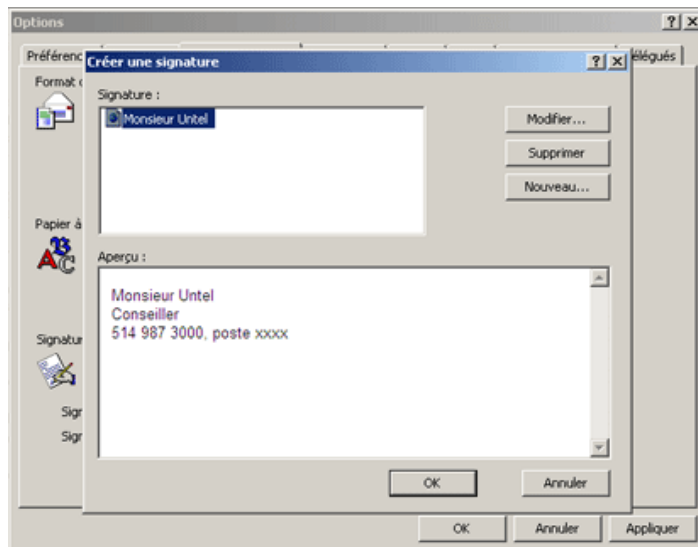 Options
Préférenc
élégués
Créer une signature
Format
Signature :
Monsieur Untel
Modifier...
Supprimer
Nouveau...
Papier à
Aperçu :
Monsieur Untel
Conseiller
514 987 3000, poste xxxx
Signatur
Sign
Sign
OK
Annuler
OK
Annuler
Appliquer